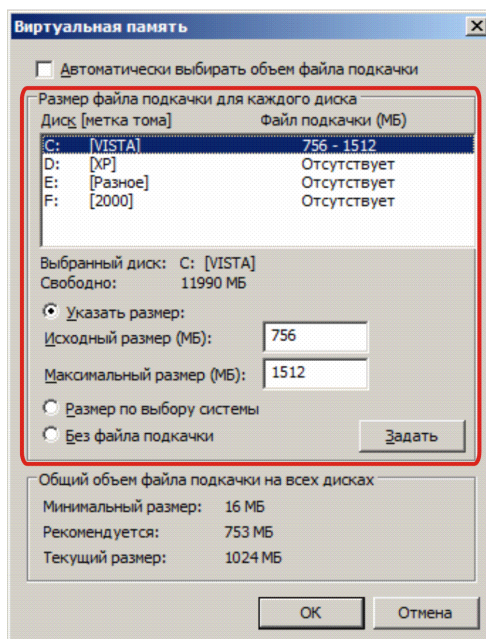 Виртуальная память
Автоматически выбирать объем файла подкачки
Размер файла подкачки для каждого диска
Диск [метка тома] Файл подкачки (МБ)
C: [VISTA] 756 - 1512
D: [XP] Отсутствует
E: [Разное] Отсутствует
F: [2000] Отсутствует
Выбранный диск: C: [VISTA]
Свободно: 11990 МБ
Указать размер:
Исходный размер (МБ): 756
Максимальный размер (МБ): 1512
Размер по выбору системы
Без файла подкачки Задать
Общий объем файла подкачки на всех дисках
Минимальный размер: 16 МБ
Рекомендуется: 753 МБ
Текущий размер: 1024 МБ
ОК Отмена